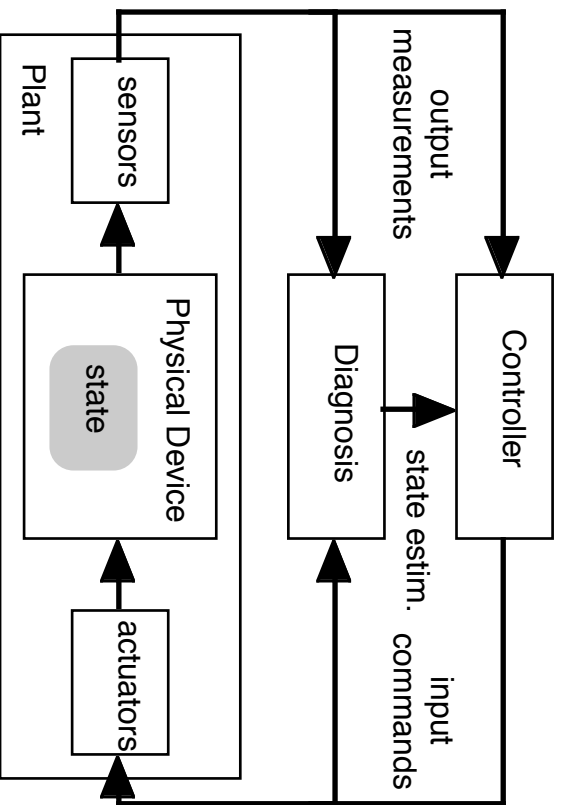 Controller
output
measurements
state estim.
input
commands
Diagnosis
Physical Device
sensors
state
actuators
Plant